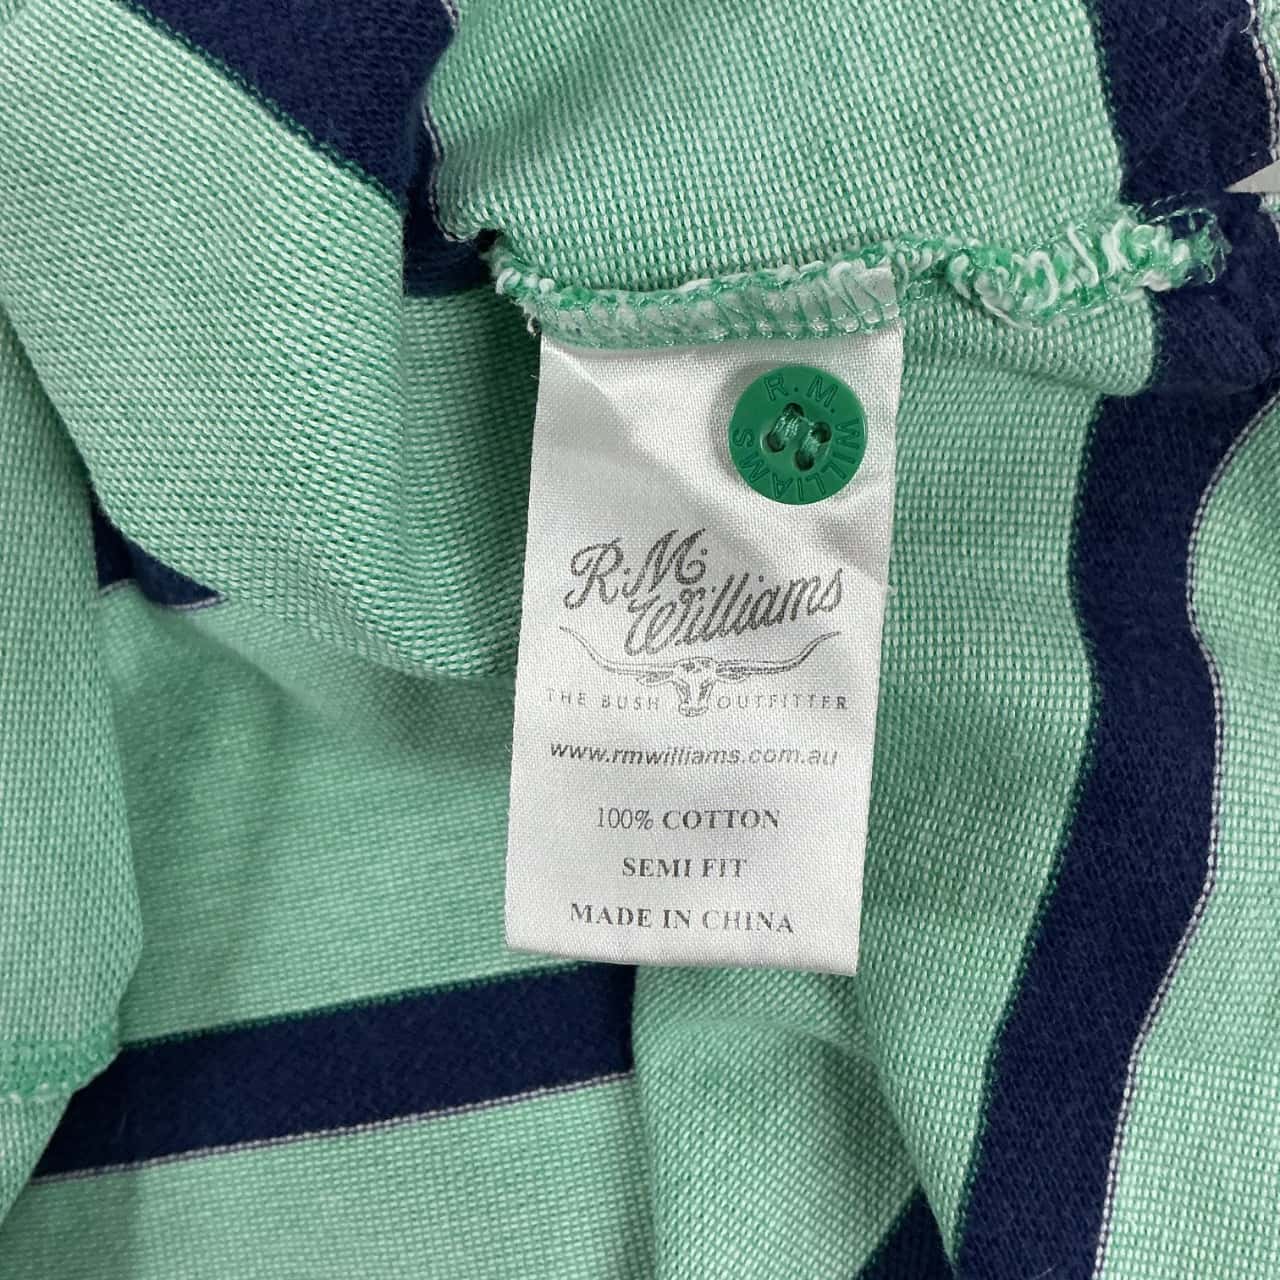 R. M. WILLIAMS
R. M.
Williams
THE BUSH OUTFITTER
www.rmwilliams.com.au
100% COTTON
SEMI FIT
MADE IN CHINA